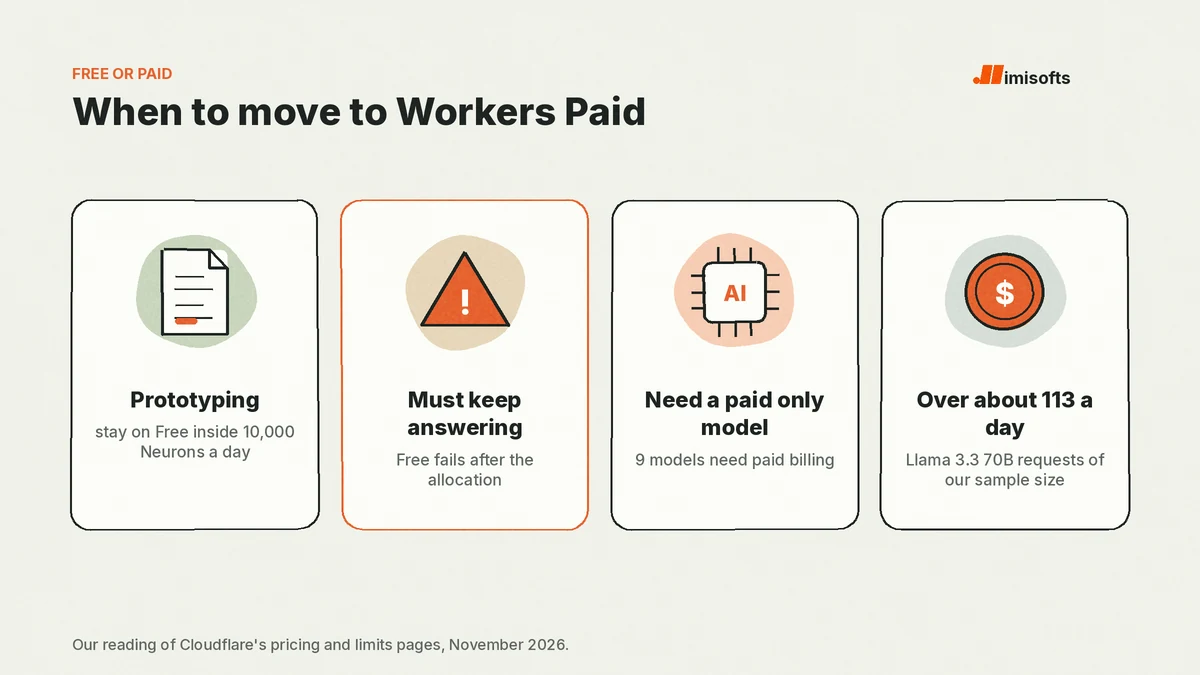 FREE OR PAID
When to move to Workers Paid
imisofts
!
AI
$
Prototyping
stay on Free inside 10,000
Neurons a day
Must keep
answering
Free fails after the
allocation
Need a paid only
model
9 models need paid billing
Over about 113 a
day
Llama 3.3 70B requests of
our sample size
Our reading of Cloudflare's pricing and limits pages, November 2026.